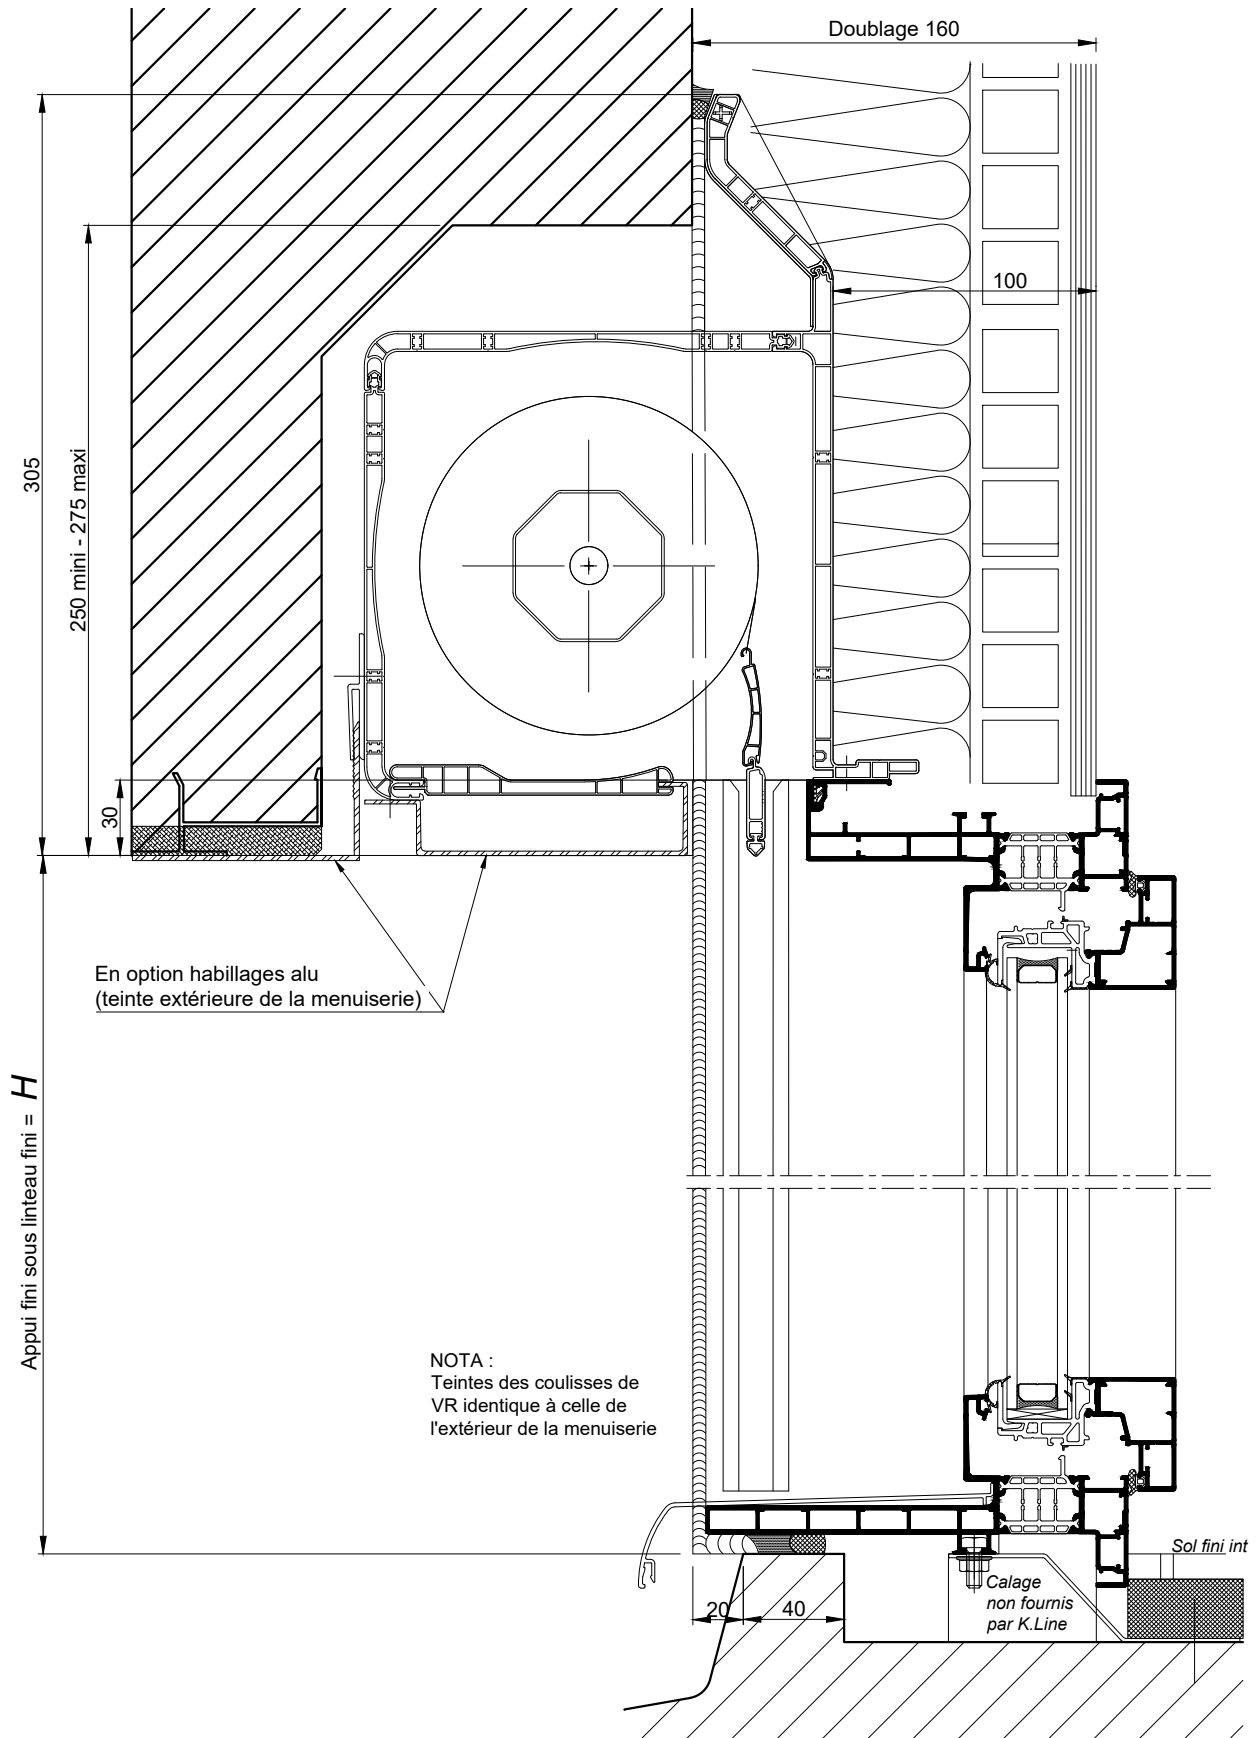 Doublage 160
100
305
250 mini - 275 maxi
30
En option habillages alu
(teinte extérieure de la menuiserie)
Appui fini sous linteau fini = H
NOTA :
Teintes des coulisses de
VR identique à celle de
l'extérieur de la menuiserie
Sol fini int
Calage
non fournis
par K.Line
20
40